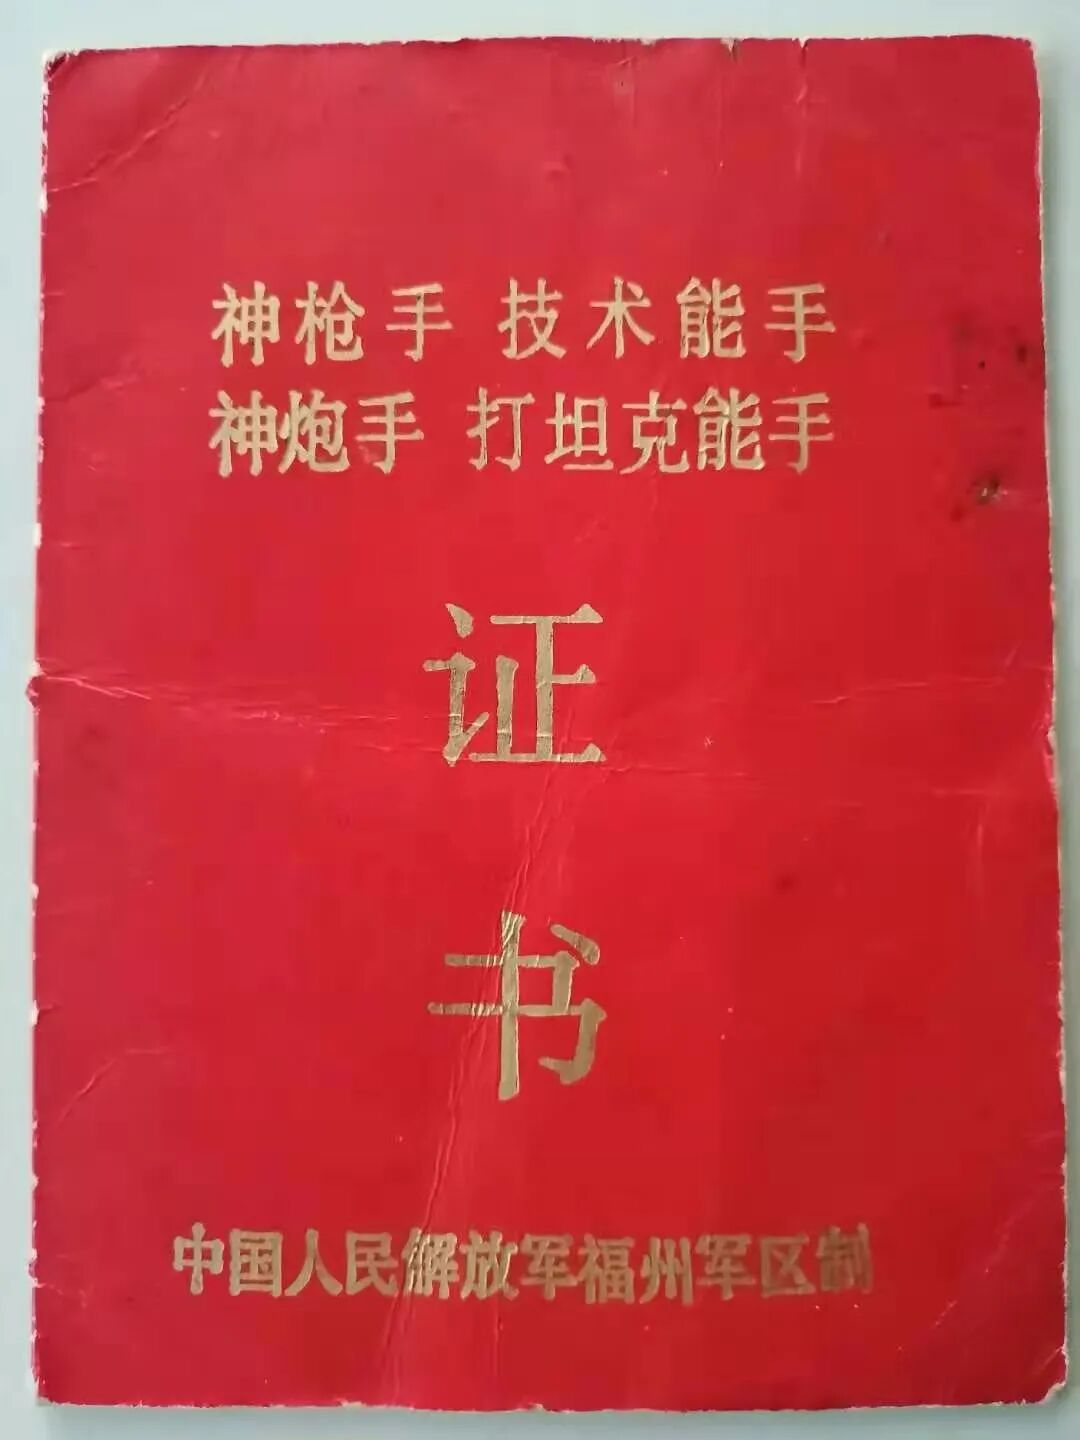 神枪手 技术能手
神炮手 打坦克能手
证
书
中国人民解放军福州军区制